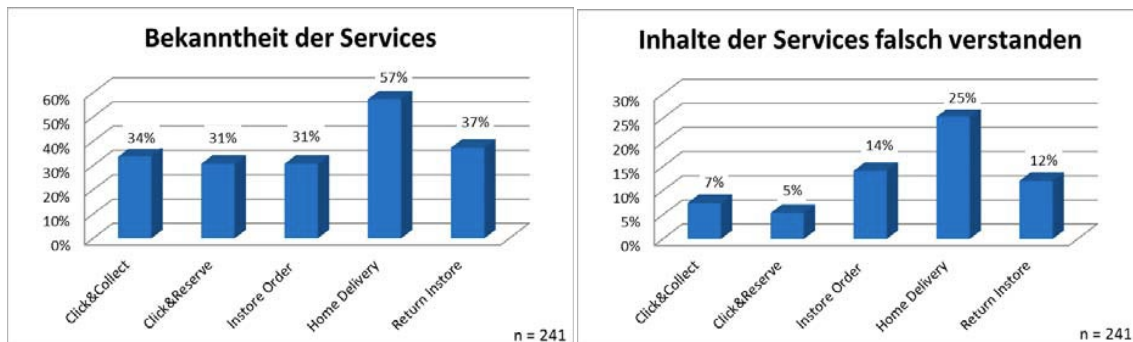 Bekanntheit der Services
60%
50%
40%
30%
20%
10%
0%
34%
31%
31%
57%
37%
Click&Collect
Click&Reserve
Instore Order
Home Delivery
Return Instore
n = 241
Inhalte der Services falsch verstanden
30%
25%
20%
15%
10%
5%
0%
7%
5%
14%
25%
12%
Click&Collect
Click&Reserve
Instore Order
Home Delivery
Return Instore
n = 241